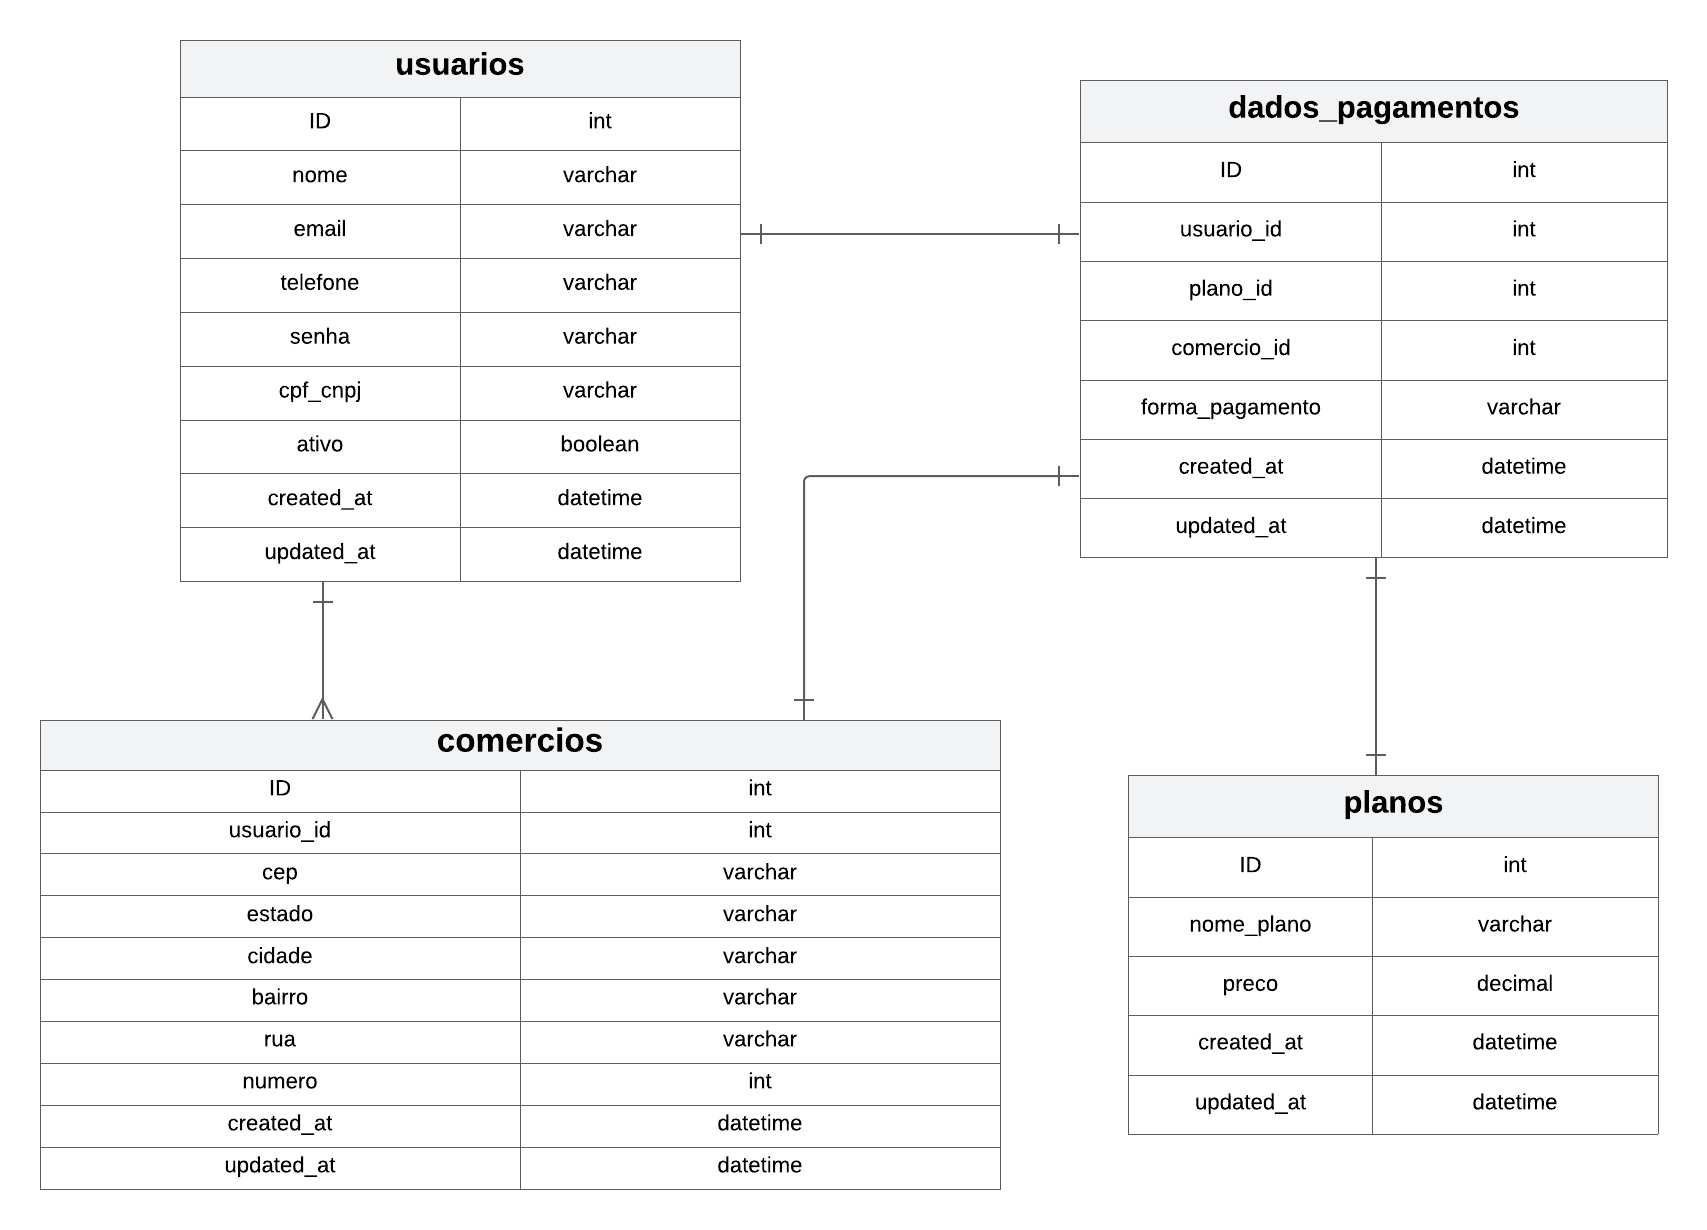 usuarios
ID int
nome varchar
email varchar
telefone varchar
senha varchar
cpf_cnpj varchar
ativo boolean
created_at datetime
updated_at datetime
dados_pagamentos
ID int
usuario_id int
plano_id int
comercio_id int
forma_pagamento varchar
created_at datetime
updated_at datetime
comercios
ID int
usuario_id int
cep varchar
estado varchar
cidade varchar
bairro varchar
rua varchar
numero int
created_at datetime
updated_at datetime
planos
ID int
nome_plano varchar
preco decimal
created_at datetime
updated_at datetime